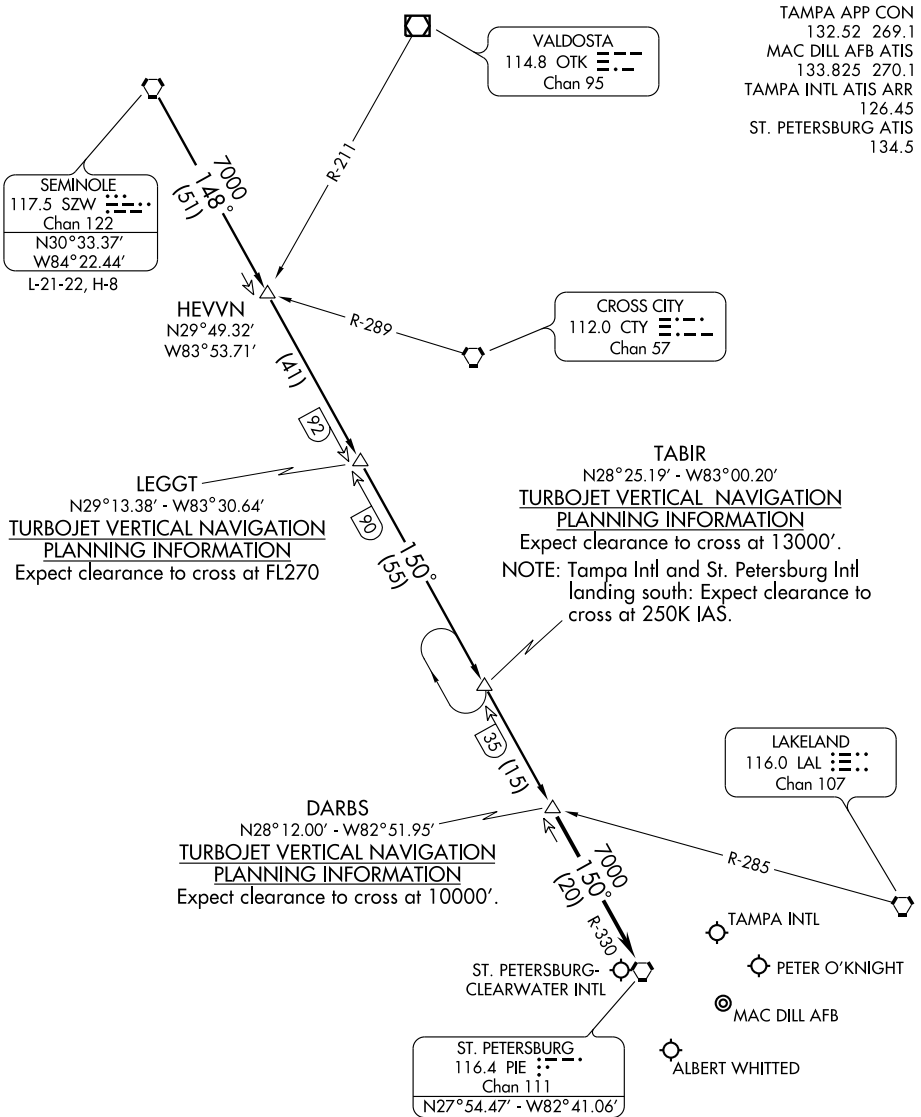 TAMPA APP CON
132.52 269.1
MAC DILL AFB ATIS
133.825 270.1
TAMPA INTL ATIS ARR
126.45
ST. PETERSBURG ATIS
134.5
VALDOSTA
114.8 OTK
Chan 95
R-211
SEMINOLE
117.5 SZW
Chan 122
N30°33.37'
W84°22.44'
L-21-22, H-8
7000
148°
(51)
HEVVN
N29°49.32'
W83°53.71'
R-289
CROSS CITY
112.0 CTY
Chan 57
(41)
92
LEGGT
N29°13.38' - W83°30.64'
TURBOJET VERTICAL NAVIGATION
PLANNING INFORMATION
Expect clearance to cross at FL270
90
150°
(55)
TABIR
N28°25.19' - W83°00.20'
TURBOJET VERTICAL NAVIGATION
PLANNING INFORMATION
Expect clearance to cross at 13000'.
NOTE: Tampa Intl and St. Petersburg Intl
landing south: Expect clearance to
cross at 250K IAS.
35
(15)
LAKELAND
116.0 LAL
Chan 107
R-285
DARBS
N28°12.00' - W82°51.95'
TURBOJET VERTICAL NAVIGATION
PLANNING INFORMATION
Expect clearance to cross at 10000'.
7000
150°
(20)
R-330
TAMPA INTL
PETER O'KNIGHT
MAC DILL AFB
ALBERT WHITTED
ST. PETERSBURG-
CLEARWATER INTL
ST. PETERSBURG
116.4 PIE
Chan 111
N27°54.47' - W82°41.06'